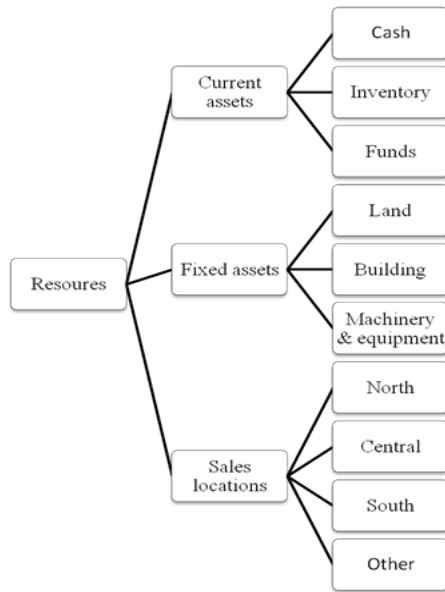 Resoures
Current
assets
Cash
Inventory
Funds
Fixed assets
Land
Building
Machinery
& equipment
Sales
locations
North
Central
South
Other